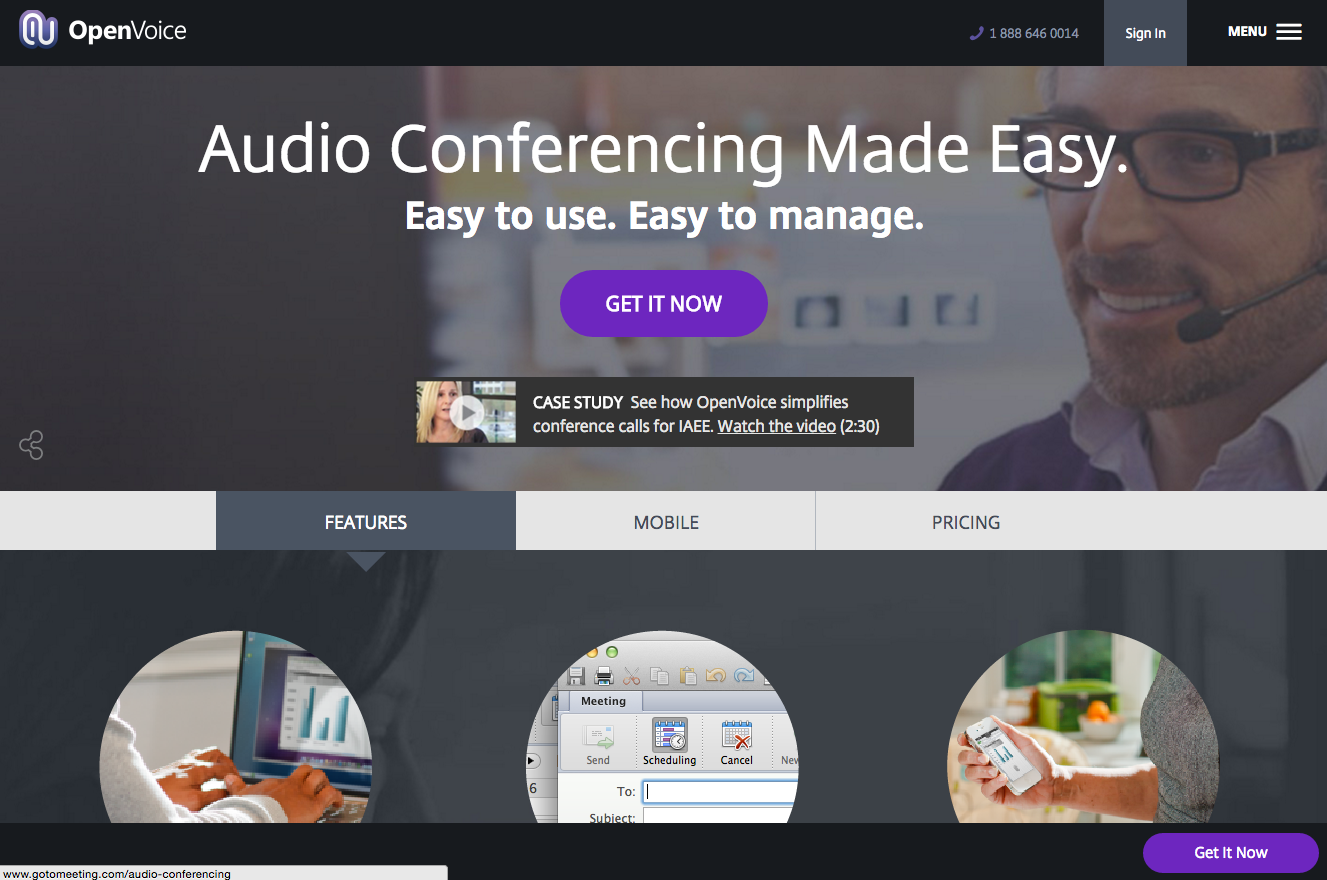 OpenVoice
1 888 646 0014
Sign In
MENU
Audio Conferencing Made Easy.
Easy to use. Easy to manage.
GET IT NOW
CASE STUDY See how OpenVoice simplifies
conference calls for IAEE. Watch the video (2:30)
FEATURES
MOBILE
PRICING
Meeting
Send
Scheduling
Cancel
New
6
To:
Subject:
Get It Now
www.gotomeeting.com/audio-conferencing